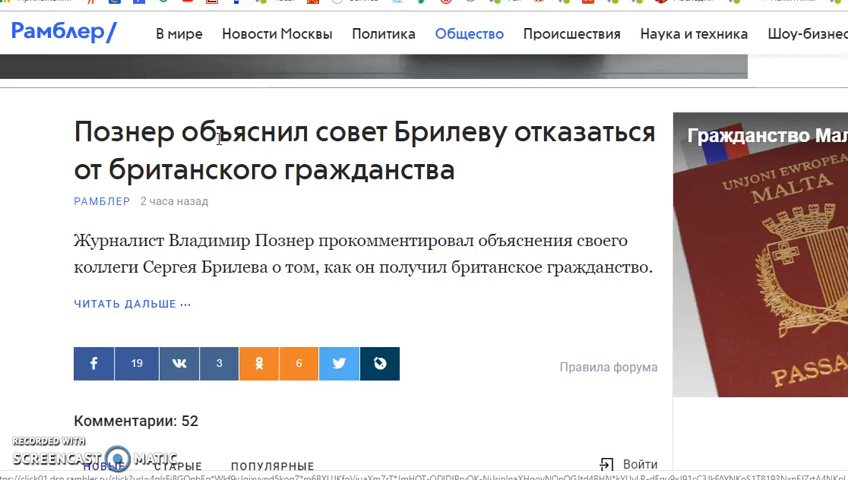 Рамблер/ В мире Новости Москвы Политика Общество Происшествия Наука и техника Шоу-бизнес
Познер объяснил совет Брилеву отказаться
от британского гражданства
РАМБЛЕР 2 часа назад
Журналист Владимир Познер прокомментировал объяснения своего
коллеги Сергея Брилева о том, как он получил британское гражданство.
ЧИТАТЬ ДАЛЬШЕ ...
19 3 6
Правила форума
Комментарии: 52
НОВЫЕ СТАРЫЕ ПОПУЛЯРНЫЕ
Войти
Гражданство Мал
UNJONI EWROPEA
MALTA
PASSA
RECORDED WITH
SCREENCAST MATIC